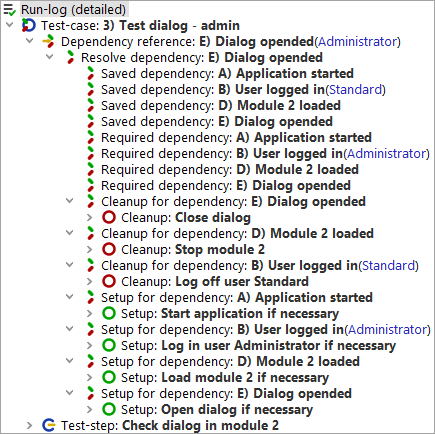 Run-log (detailed)
Test-case: 3) Test dialog - admin
Dependency reference: E) Dialog opended(Administrator)
Resolve dependency: E) Dialog opended
Saved dependency: A) Application started
Saved dependency: B) User logged in(Standard)
Saved dependency: D) Module 2 loaded
Saved dependency: E) Dialog opended
Required dependency: A) Application started
Required dependency: B) User logged in(Administrator)
Required dependency: D) Module 2 loaded
Required dependency: E) Dialog opended
Cleanup for dependency: E) Dialog opended
Cleanup: Close dialog
Cleanup for dependency: D) Module 2 loaded
Cleanup: Stop module 2
Cleanup for dependency: B) User logged in(Standard)
Cleanup: Log off user Standard
Setup for dependency: A) Application started
Setup: Start application if necessary
Setup for dependency: B) User logged in(Administrator)
Setup: Log in user Administrator if necessary
Setup for dependency: D) Module 2 loaded
Setup: Load module 2 if necessary
Setup for dependency: E) Dialog opended
Setup: Open dialog if necessary
Test-step: Check dialog in module 2